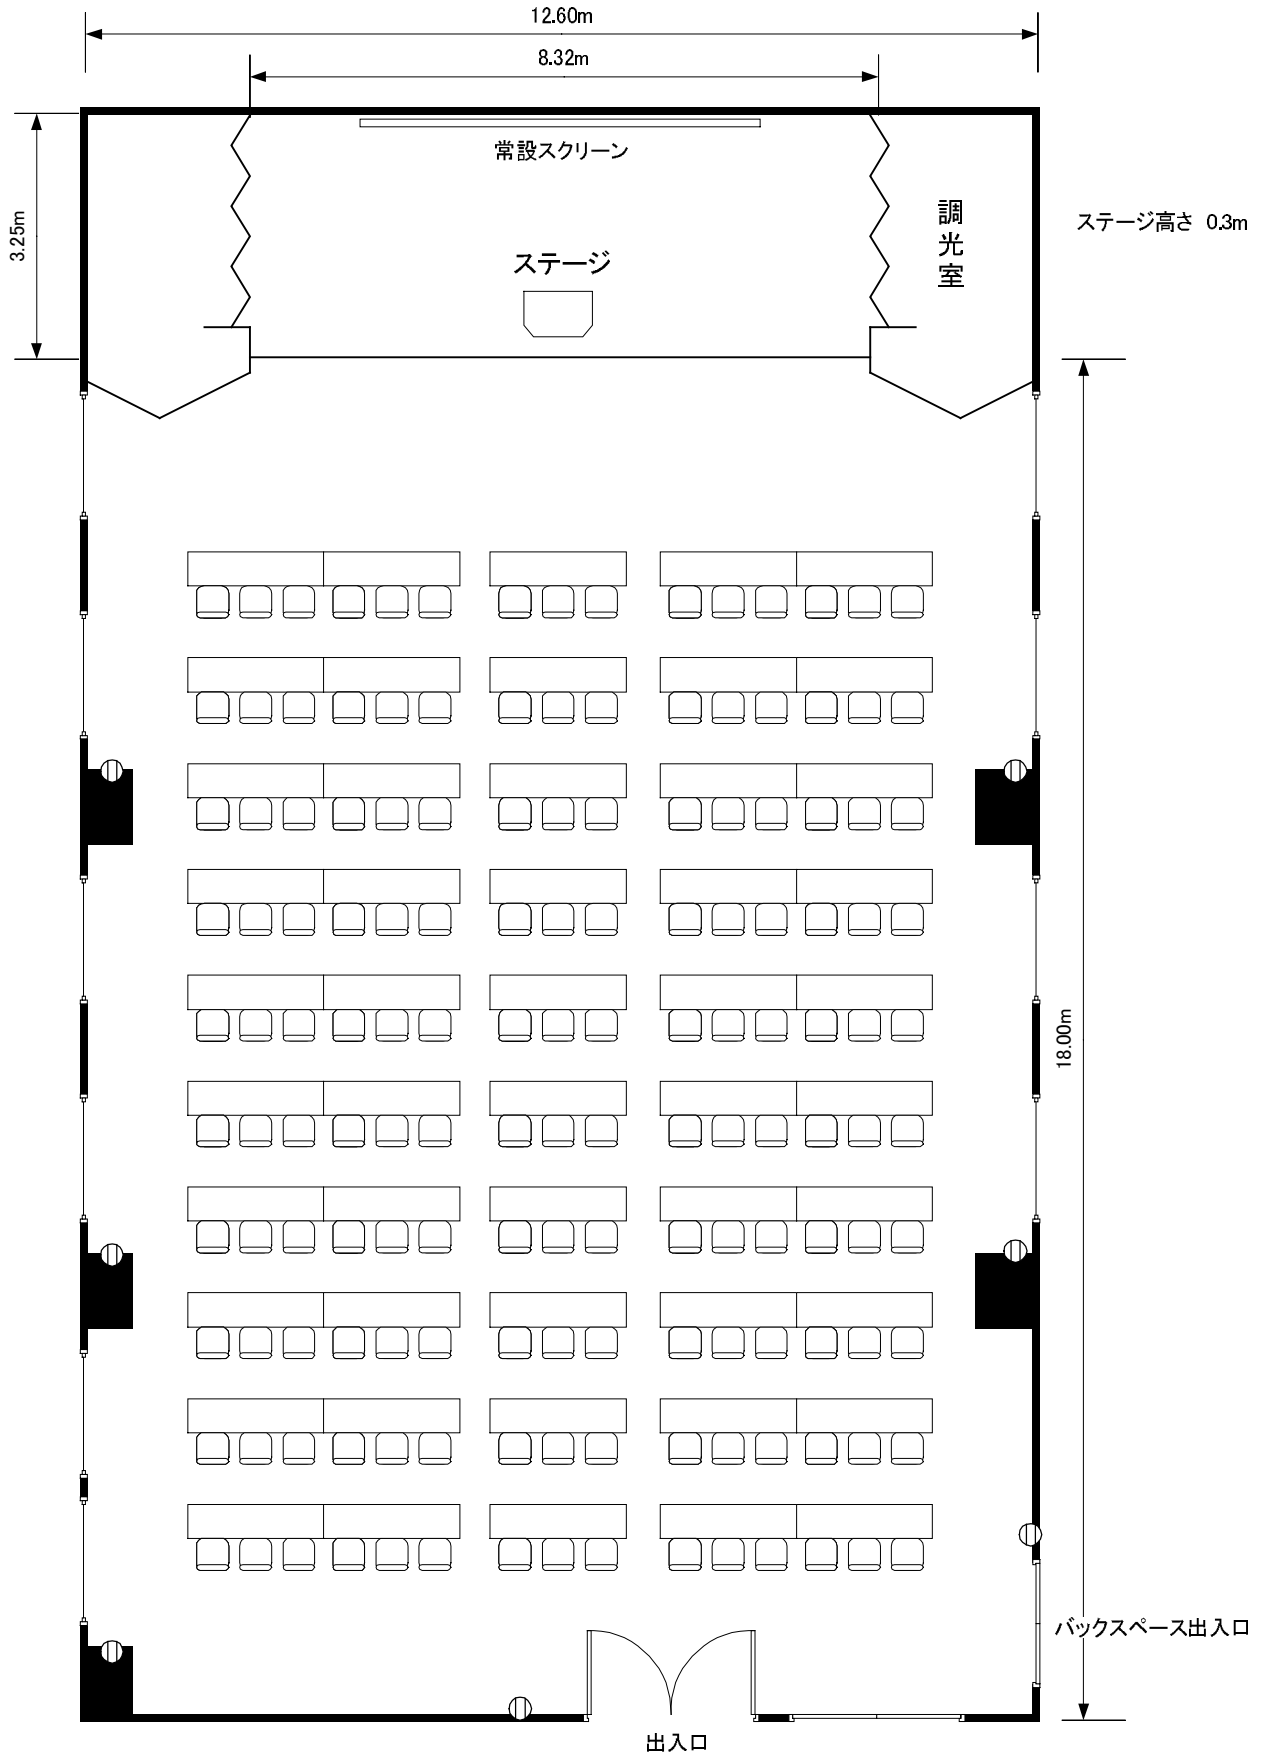 12.60m
8.32m
常設スクリーン
3.25m
調光室
ステージ高さ 0.3m
ステージ
18.00m
バックスペース出入口
出入口